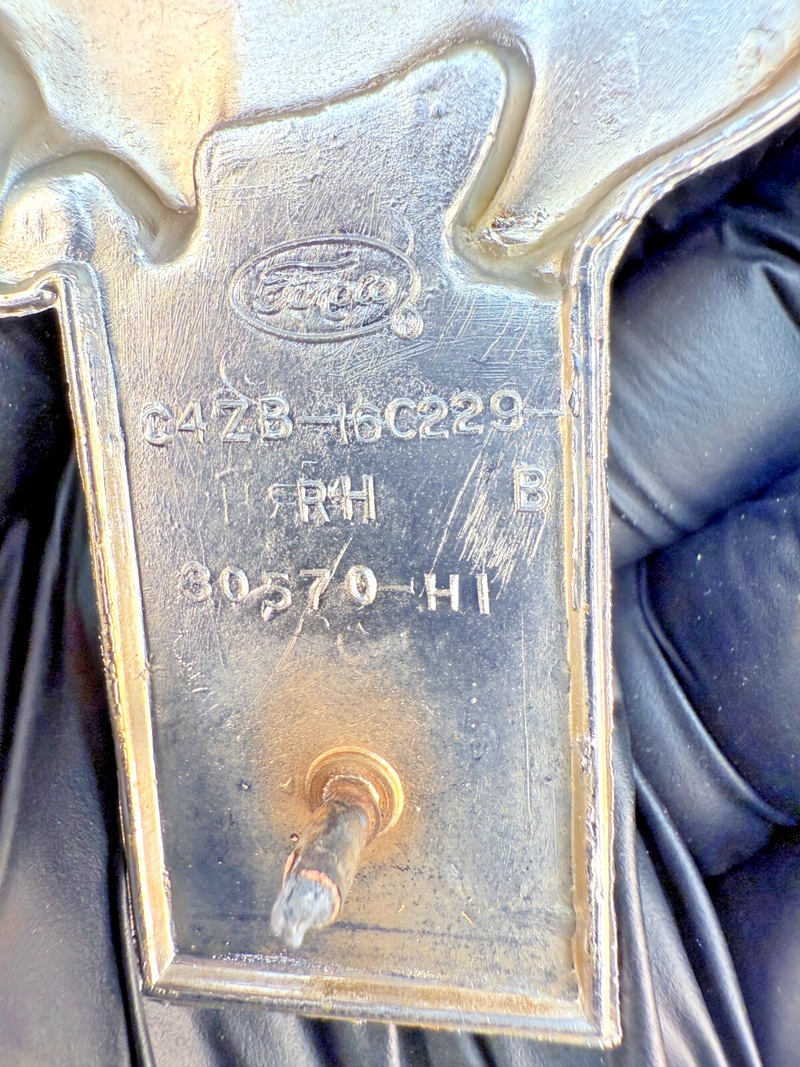 Ford
C4ZB-16C229-
RH B
30570-H1